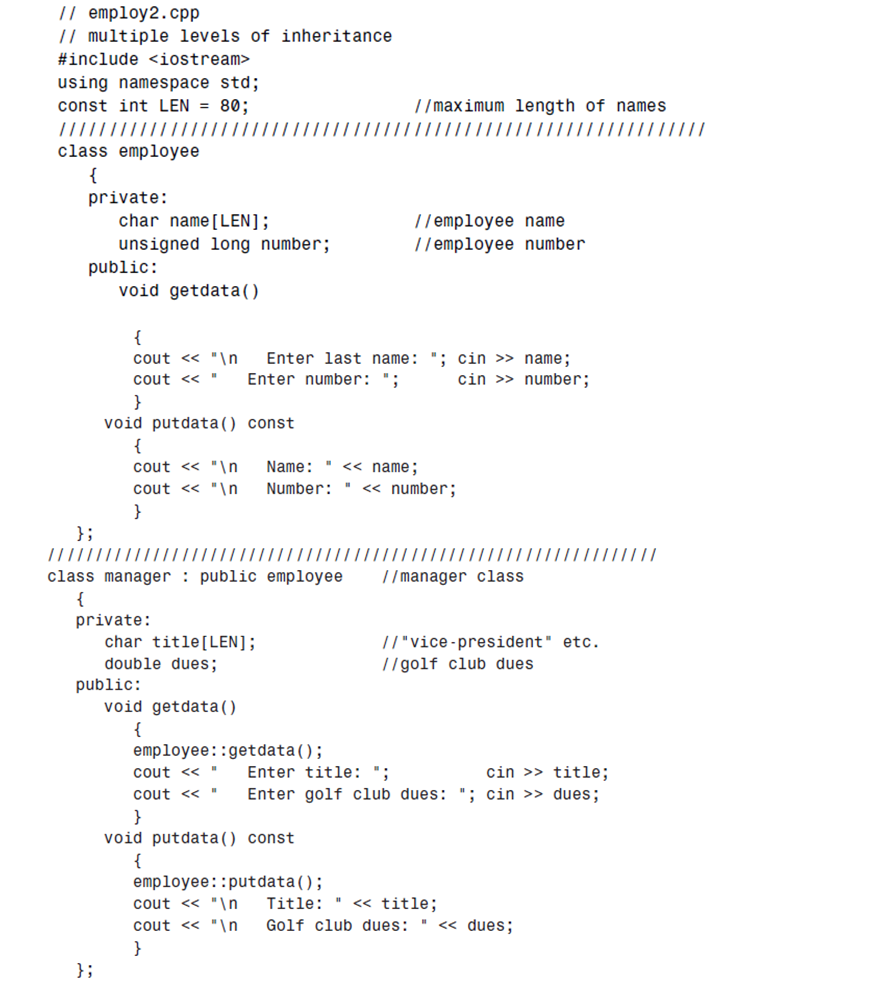 // employ2.cpp
// multiple levels of inheritance
#include <iostream>
using namespace std;
const int LEN = 80;                //maximum length of names
////////////////////////////////////////////////////////////////
class employee
   {
   private:
      char name[LEN];              //employee name
      unsigned long number;        //employee number
   public:
      void getdata()
         {
         cout << "\n   Enter last name: "; cin >> name;
         cout << "   Enter number: ";      cin >> number;
         }
      void putdata() const
         {
         cout << "\n   Name: " << name;
         cout << "\n   Number: " << number;
         }
   };
////////////////////////////////////////////////////////////////
class manager : public employee    //manager class
   {
   private:
      char title[LEN];             //"vice-president" etc.
      double dues;                 //golf club dues
   public:
      void getdata()
         {
         employee::getdata();
         cout << "   Enter title: ";          cin >> title;
         cout << "   Enter golf club dues: "; cin >> dues;
         }
      void putdata() const
         {
         employee::putdata();
         cout << "\n   Title: " << title;
         cout << "\n   Golf club dues: " << dues;
         }
   };